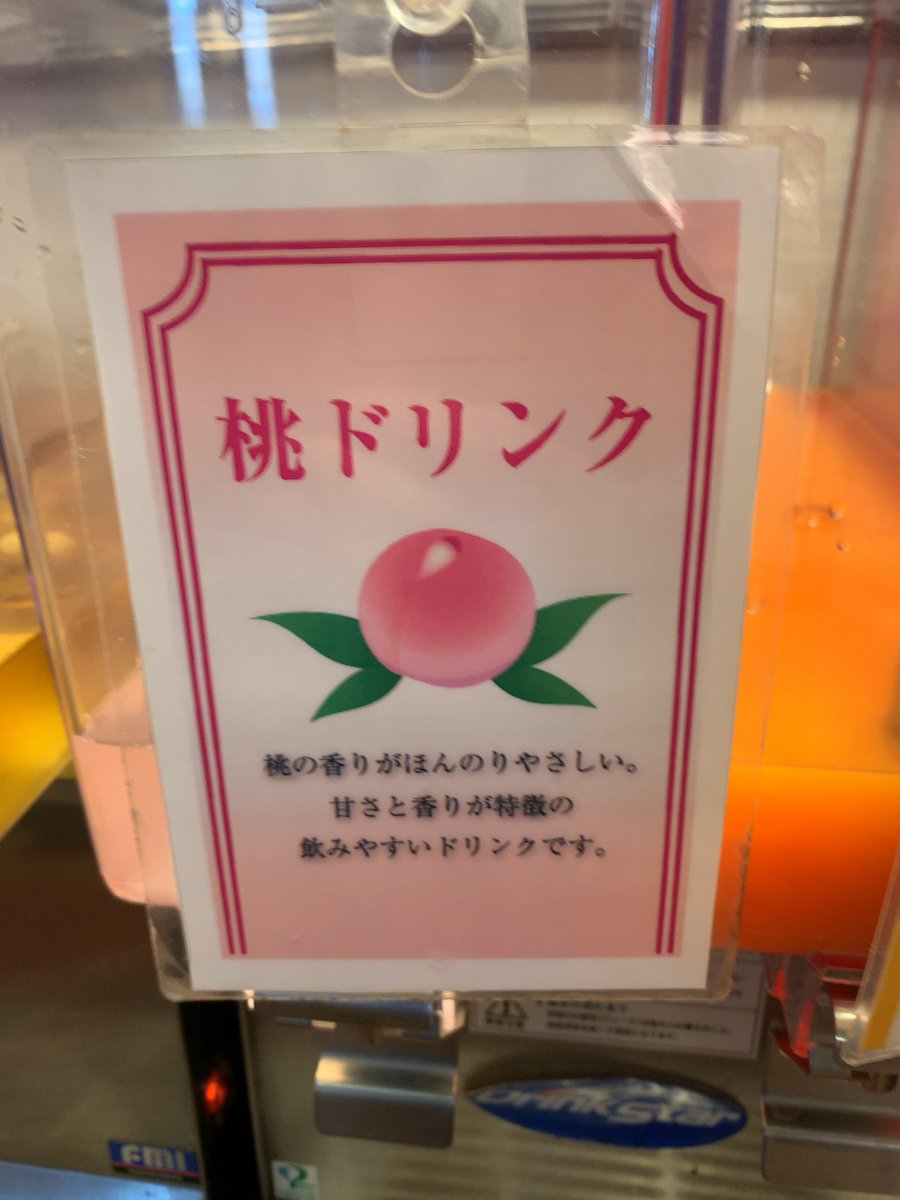 桃ドリンク
桃の香りがほんのりやさしい。
甘さと香りが特徴の
飲みやすいドリンクです。
DrinkStar
FMI